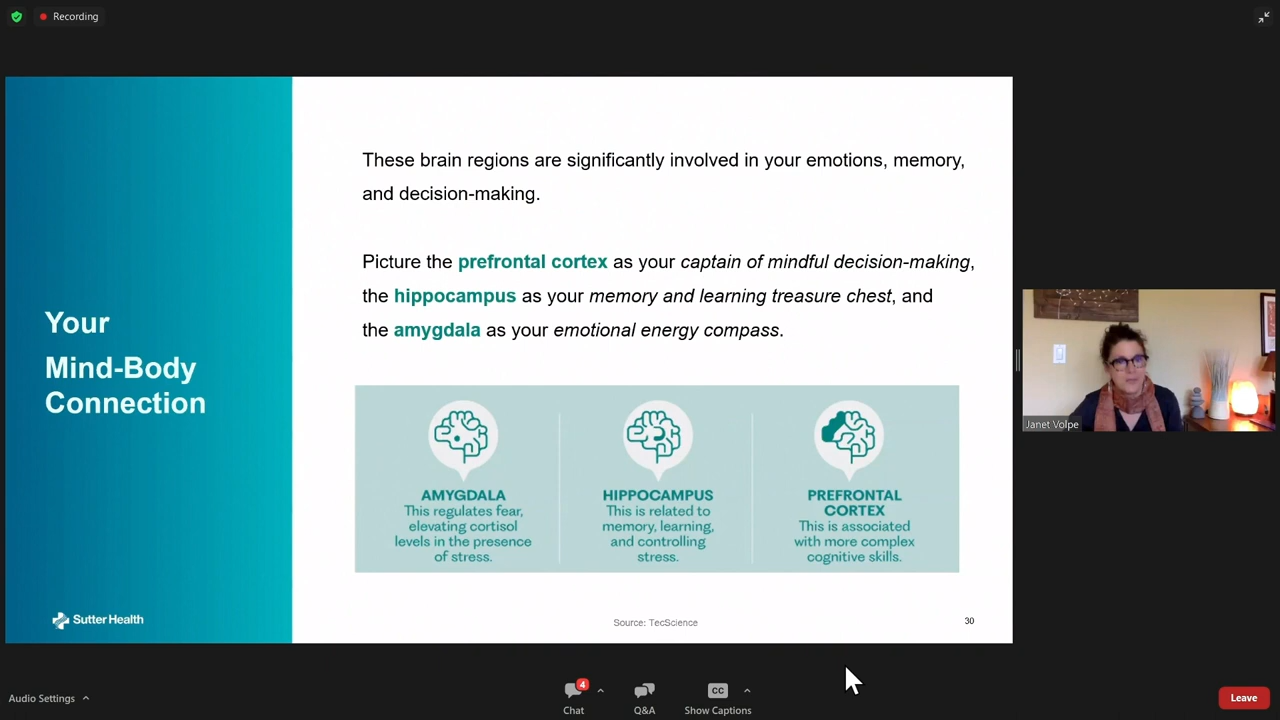 Recording
These brain regions are significantly involved in your emotions, memory,
and decision-making.
Picture the prefrontal cortex as your captain of mindful decision-making,
the hippocampus as your memory and learning treasure chest, and
the amygdala as your emotional energy compass.
Your
Mind-Body
Connection
AMYGDALA
This regulates fear,
elevating cortisol
levels in the presence
of stress.
HIPPOCAMPUS
This is related to
memory, learning,
and controlling
stress.
PREFRONTAL
CORTEX
This is associated
with more complex
cognitive skills.
Sutter Health
Source: TecScience
30
Janet Volpe
Audio Settings
4
Chat
Q&A
CC
Show Captions
Leave